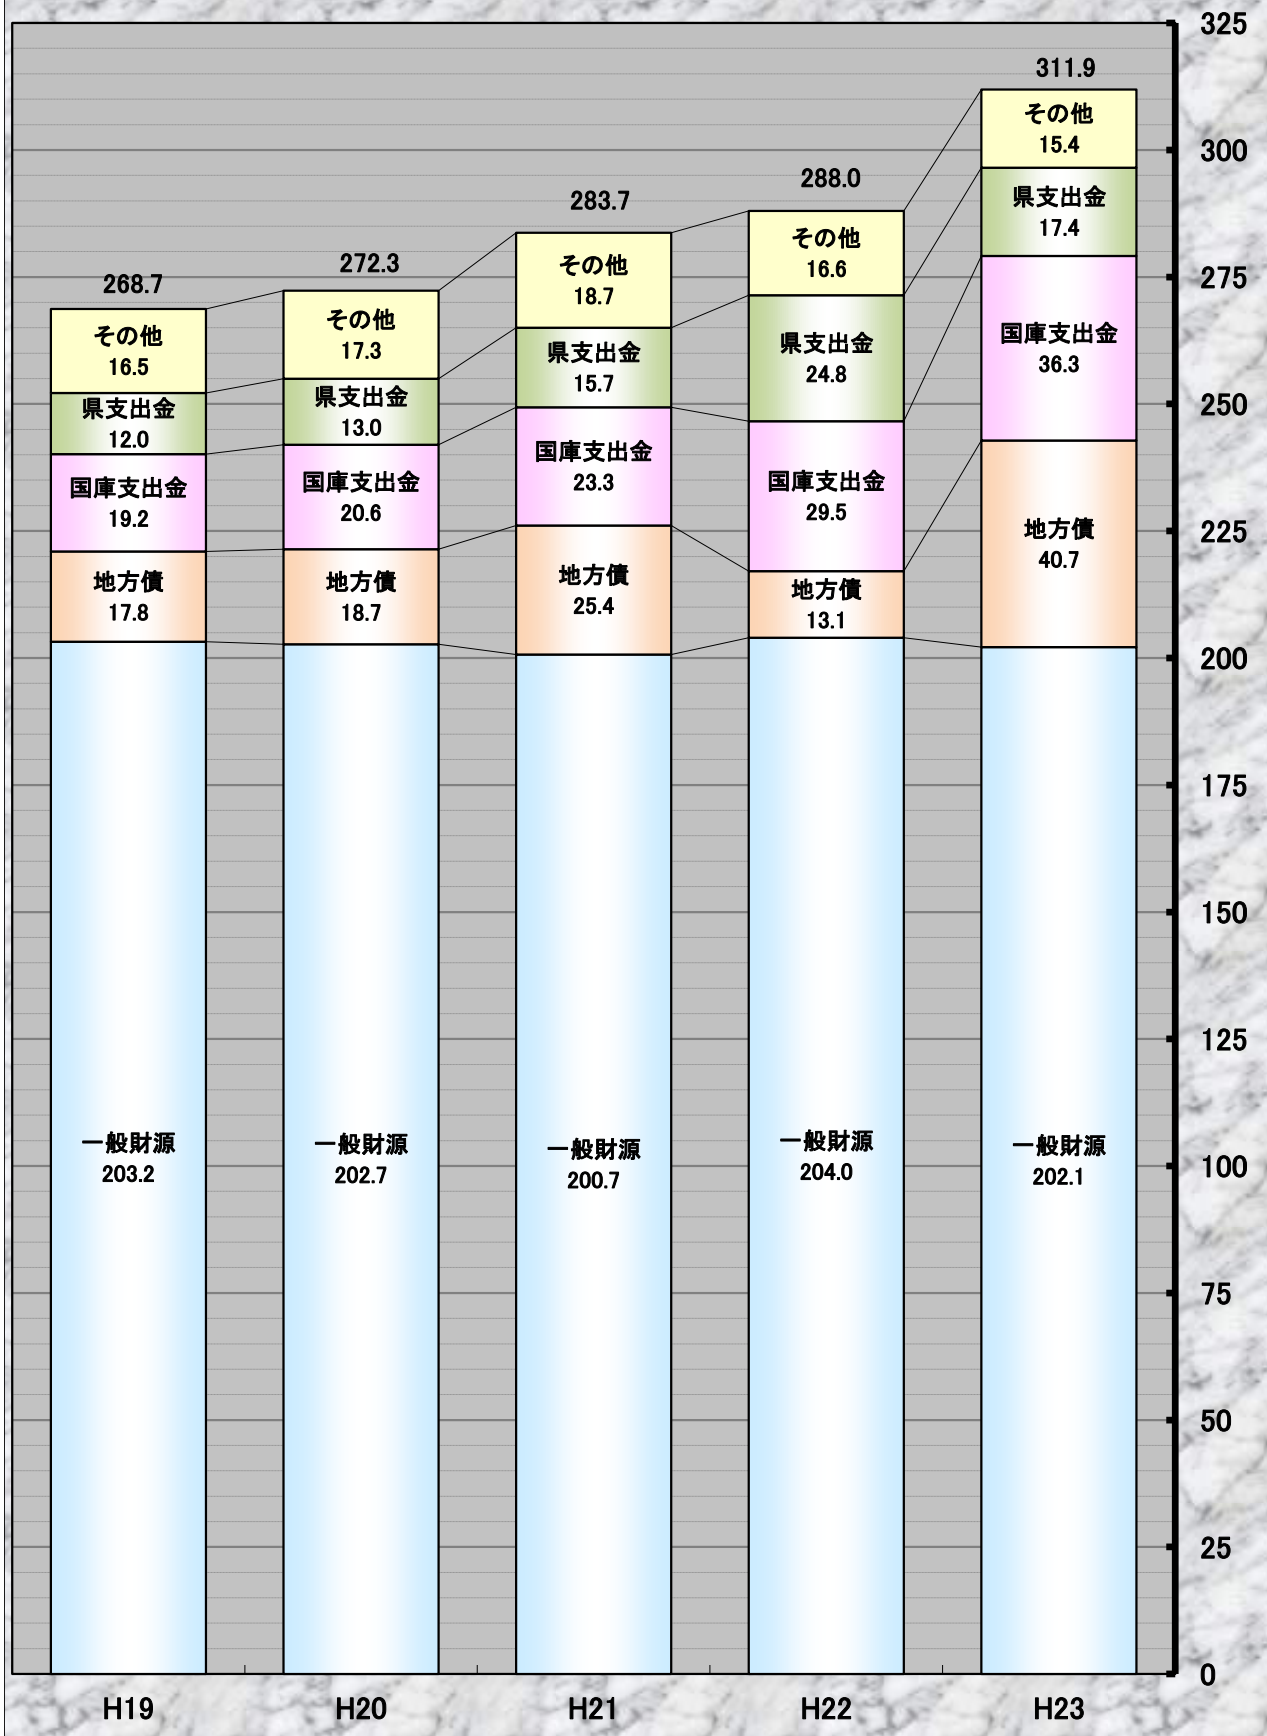 325
300
275
250
225
200
175
150
125
100
75
50
25
0
268.7
その他
16.5
県支出金
12.0
国庫支出金
19.2
地方債
17.8
一般財源
203.2
H19
272.3
その他
17.3
県支出金
13.0
国庫支出金
20.6
地方債
18.7
一般財源
202.7
H20
283.7
その他
18.7
県支出金
15.7
国庫支出金
23.3
地方債
25.4
一般財源
200.7
H21
288.0
その他
16.6
県支出金
24.8
国庫支出金
29.5
地方債
13.1
一般財源
204.0
H22
311.9
その他
15.4
県支出金
17.4
国庫支出金
36.3
地方債
40.7
一般財源
202.1
H23